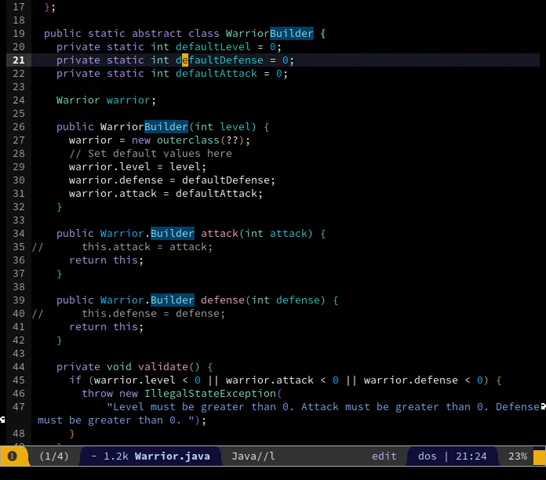 17 };
18
19 public static abstract class WarriorBuilder {
20 private static int defaultLevel = 0;
21 private static int defaultDefense = 0;
22 private static int defaultAttack = 0;
23
24 Warrior warrior;
25
26 public WarriorBuilder(int level) {
27 warrior = new outerclass(??);
28 // Set default values here
29 warrior.level = level;
30 warrior.defense = defaultDefense;
31 warrior.attack = defaultAttack;
32 }
33
34 public Warrior.Builder attack(int attack) {
35 // this.attack = attack;
36 return this;
37 }
38
39 public Warrior.Builder defense(int defense) {
40 // this.defense = defense;
41 return this;
42 }
43
44 private void validate() {
45 if (warrior.level < 0 || warrior.attack < 0 || warrior.defense < 0) {
46 throw new IllegalStateException(
47 "Level must be greater than 0. Attack must be greater than 0. Defense
must be greater than 0. ");
48 }
1 (1/4) - 1.2k Warrior.java Java//l edit dos | 21:24 23%